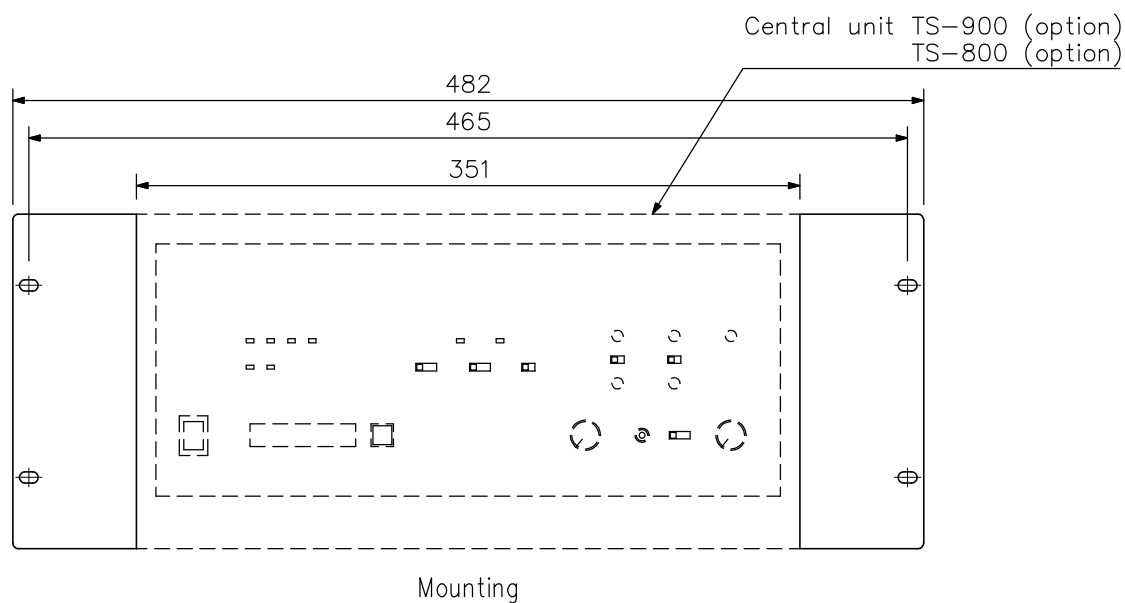 Central unit TS-900 (option)
TS-800 (option)
482
465
351
Mounting